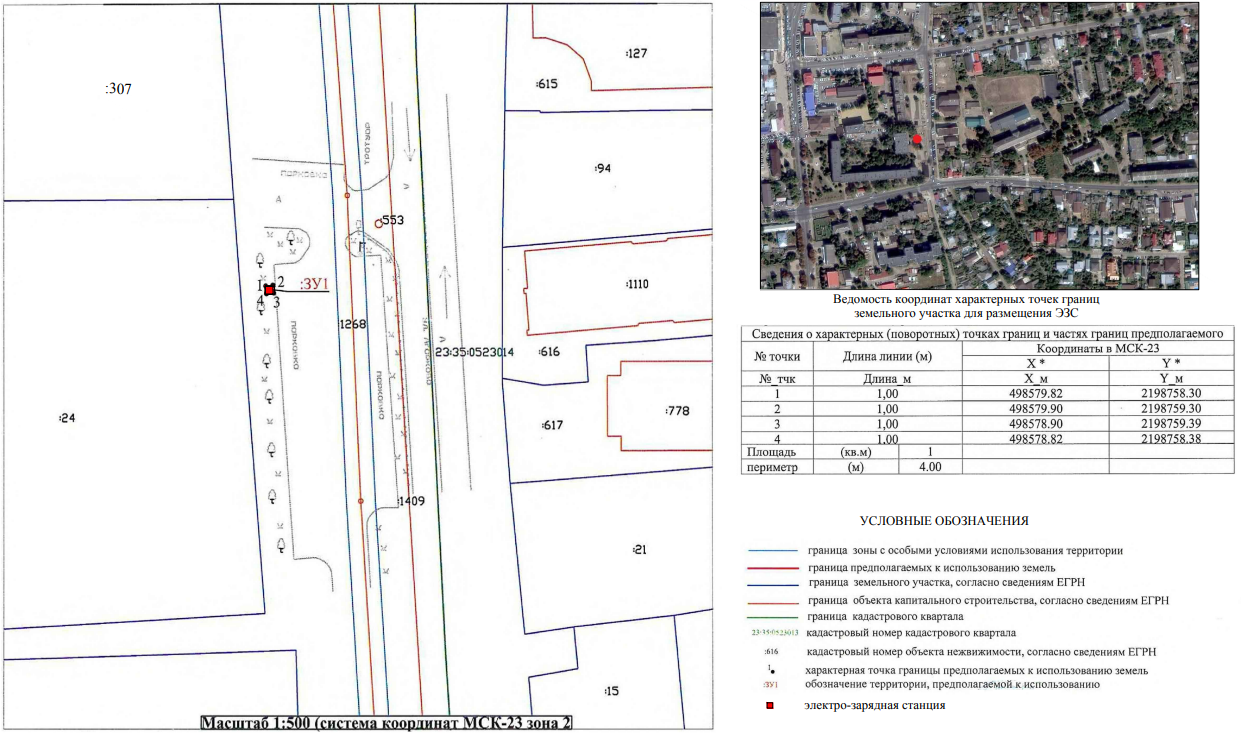 :307
:127
:615
ПАРКОВКА
:94
:553
1 2
4 3
:ЗУ1
:1110
:1268
23:35:0523014
:616
ПАРКОВКА
ПАРКОВКА
:24
:617
:778
:1409
:21
:15
Масштаб 1:500 (система координат МСК-23 зона 2
Ведомость координат характерных точек границ
земельного участка для размещения ЭЗС
Сведения о характерных (поворотных) точках границ и частях границ предполагаемого
№ точки Длина линии (м) Координаты в МСК-23
X * Y *
№_тчк Длина_м X_м Y_м
1 1,00 498579.82 2198758.30
2 1,00 498579.90 2198759.30
3 1,00 498578.90 2198759.39
4 1,00 498578.82 2198758.38
Площадь (кв.м) 1
периметр (м) 4.00
УСЛОВНЫЕ ОБОЗНАЧЕНИЯ
граница зоны с особыми условиями использования территории
граница предполагаемых к использованию земель
граница земельного участка, согласно сведениям ЕГРН
граница объекта капитального строительства, согласно сведениям ЕГРН
граница кадастрового квартала
23:35:0523013 кадастровый номер кадастрового квартала
:616 кадастровый номер объекта нежвижимости, согласно сведениям ЕГРН
1 характерная точка границы предполагаемых к использованию земель
:ЗУ1 обозначение территории, предполагаемой к использованию
электро-зарядная станция